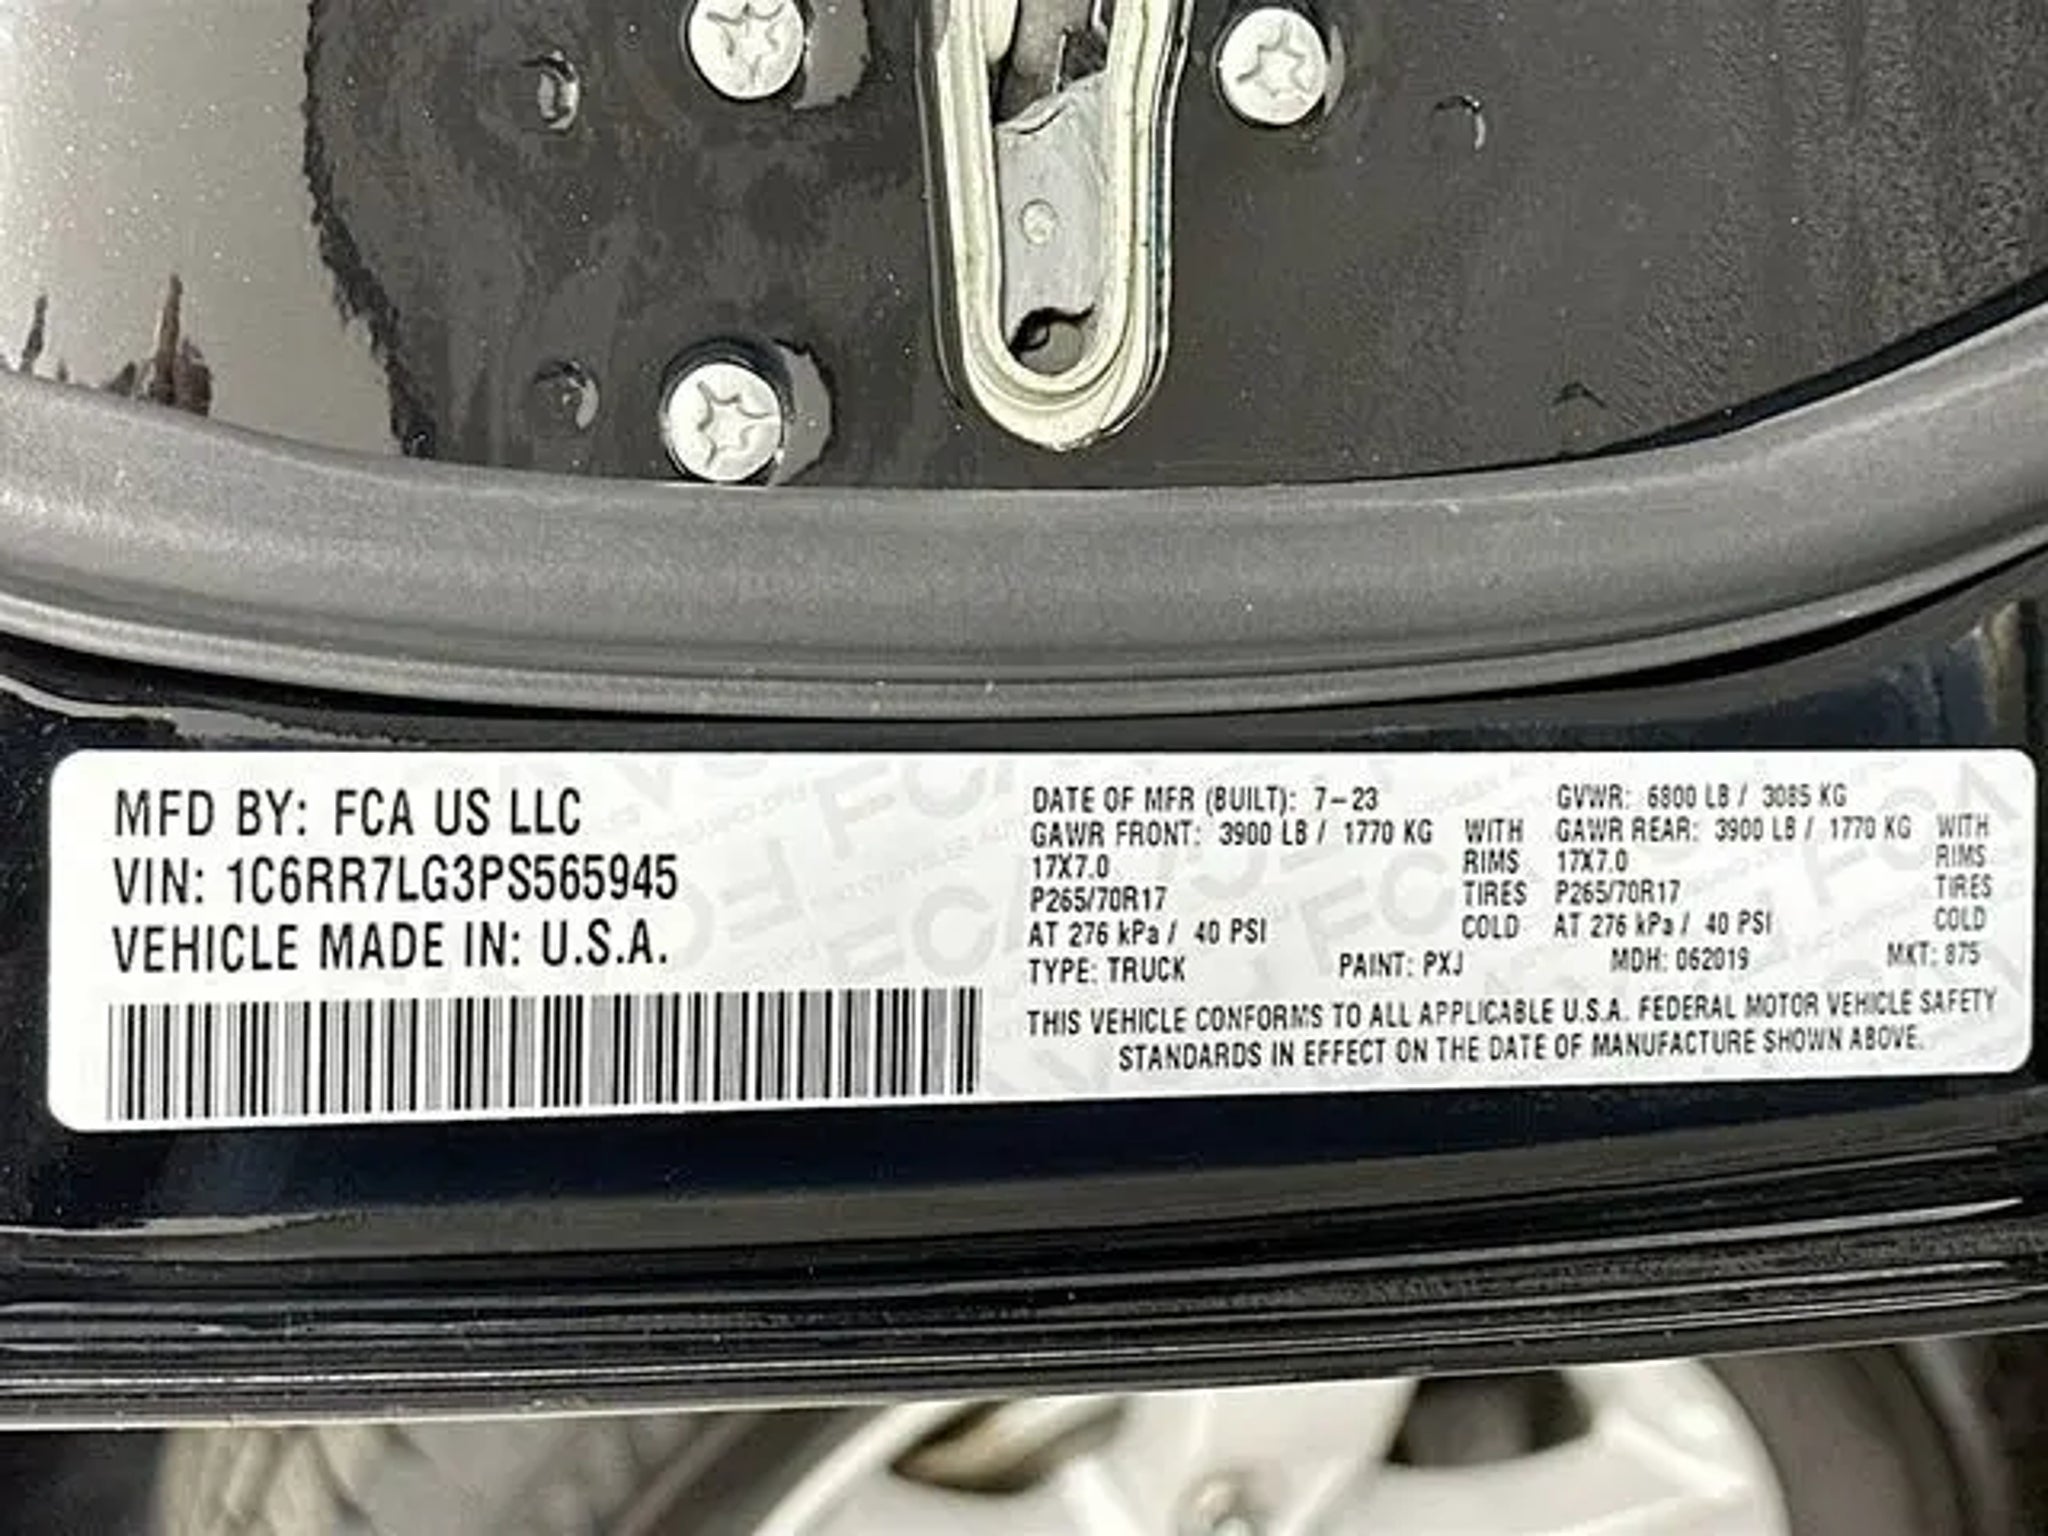 MFD BY: FCA US LLC
VIN: 1C6RR7LG3PS565945
VEHICLE MADE IN: U.S.A.
DATE OF MFR (BUILT): 7-23 GVWR: 6800 LB / 3085 KG
GAWR FRONT: 3900 LB / 1770 KG WITH GAWR REAR: 3900 LB / 1770 KG WITH
17X7.0 RIMS 17X7.0 RIMS
P265/70R17 TIRES P265/70R17 TIRES
AT 276 kPa / 40 PSI COLD AT 276 kPa / 40 PSI COLD
TYPE: TRUCK PAINT: PXJ MDH: 062019 MKT: 875
THIS VEHICLE CONFORMS TO ALL APPLICABLE U.S.A. FEDERAL MOTOR VEHICLE SAFETY
STANDARDS IN EFFECT ON THE DATE OF MANUFACTURE SHOWN ABOVE.